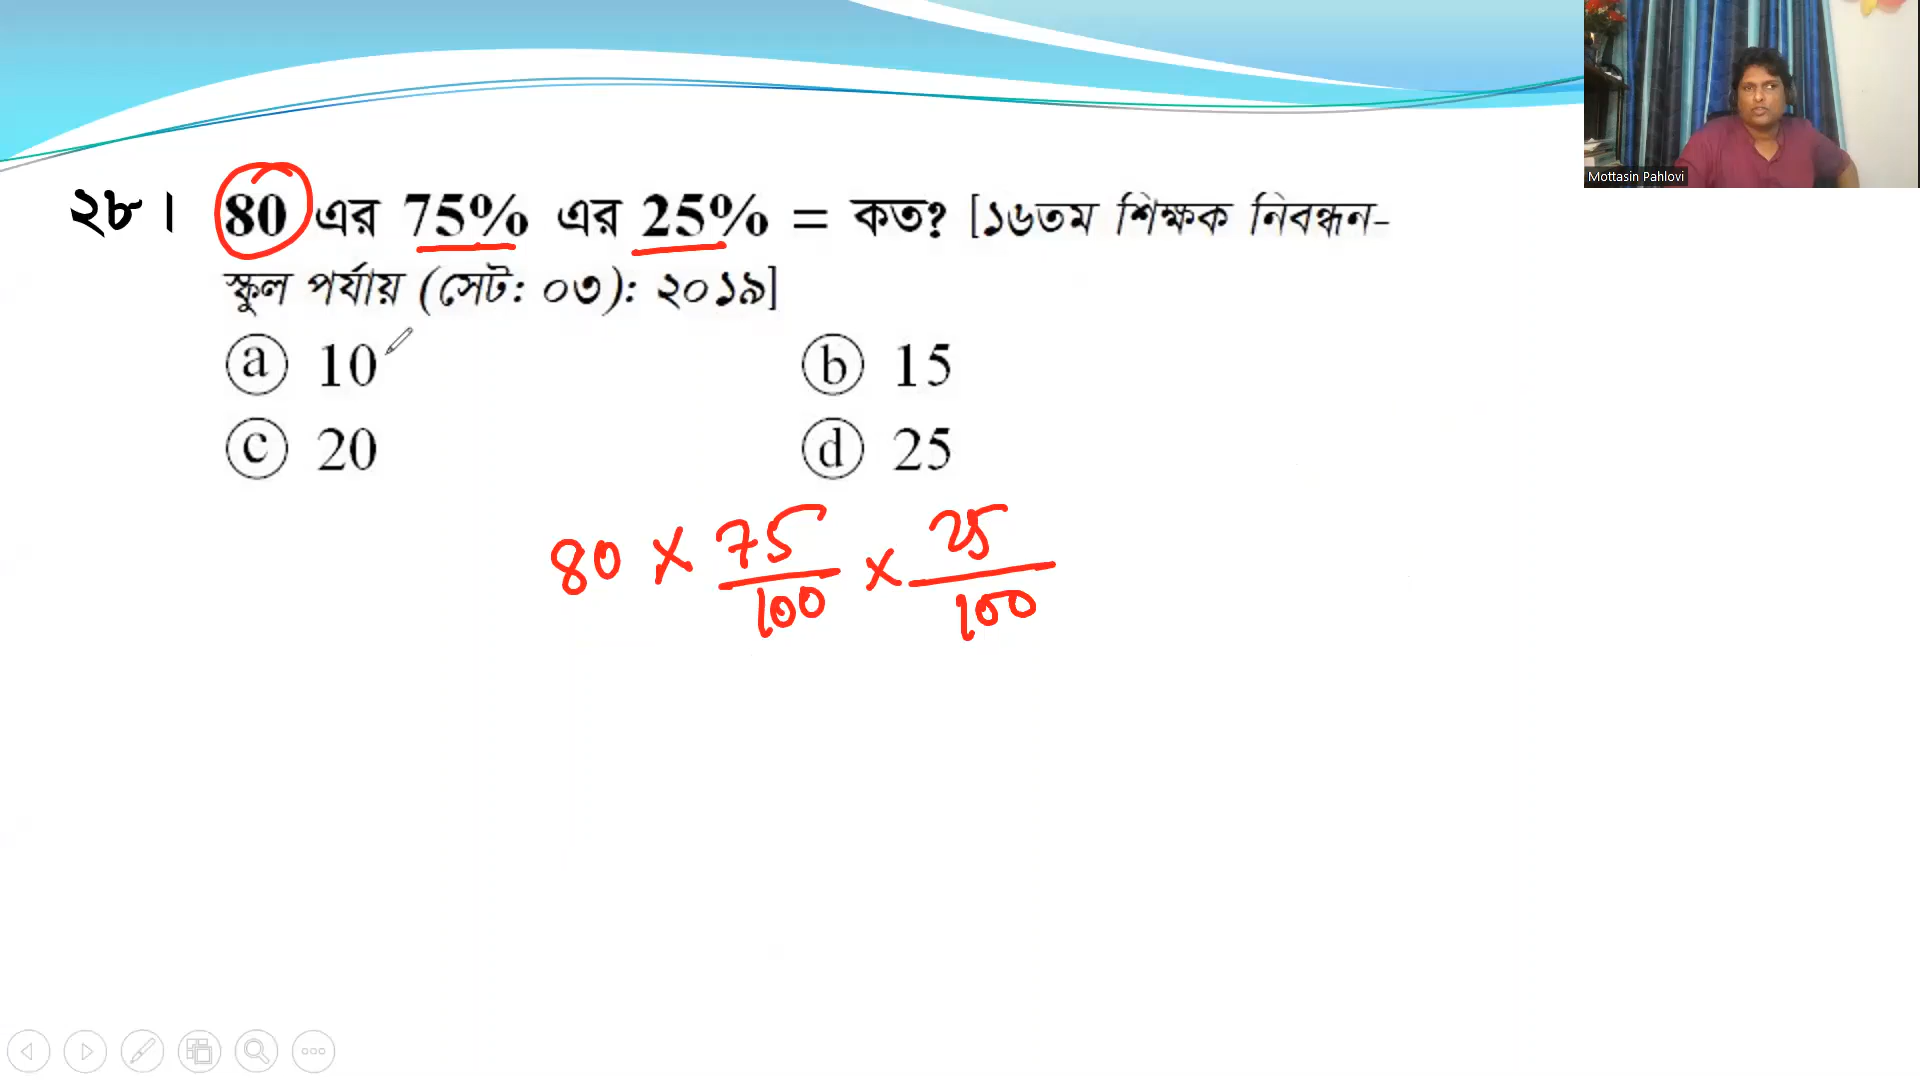 Mottasin Pahlovi
২৮। 80 এর 75% এর 25% = কত? [১৬তম শিক্ষক নিবন্ধন-
স্কুল পর্যায় (সেট: ০৩): ২০১৯]
a 10 b 15
c 20 d 25
80 × 75/100 × 25/100